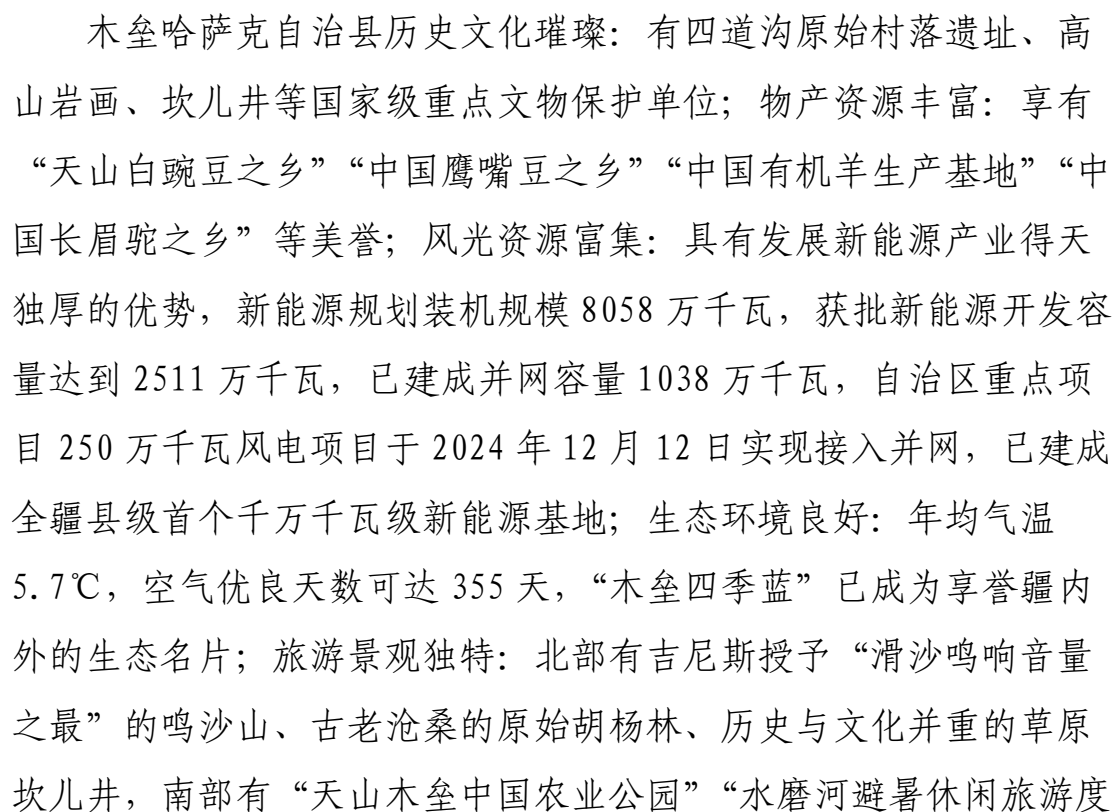 木垒哈萨克自治县历史文化璀璨：有四道沟原始村落遗址、高
山岩画、坎儿井等国家级重点文物保护单位；物产资源丰富：享有
“天山白豌豆之乡”“中国鹰嘴豆之乡”“中国有机羊生产基地”“中
国长眉驼之乡”等美誉；风光资源富集：具有发展新能源产业得天
独厚的优势，新能源规划装机规模 8058 万千瓦，获批新能源开发容
量达到 2511 万千瓦，已建成并网容量 1038 万千瓦，自治区重点项
目 250 万千瓦风电项目于 2024 年 12 月 12 日实现接入并网，已建成
全疆县级首个千万千瓦级新能源基地；生态环境良好：年均气温
5.7℃，空气优良天数可达 355 天，“木垒四季蓝”已成为享誉疆内
外的生态名片；旅游景观独特：北部有吉尼斯授予“滑沙鸣响音量
之最”的鸣沙山、古老沧桑的原始胡杨林、历史与文化并重的草原
坎儿井，南部有“天山木垒中国农业公园”“水磨河避暑休闲旅游度